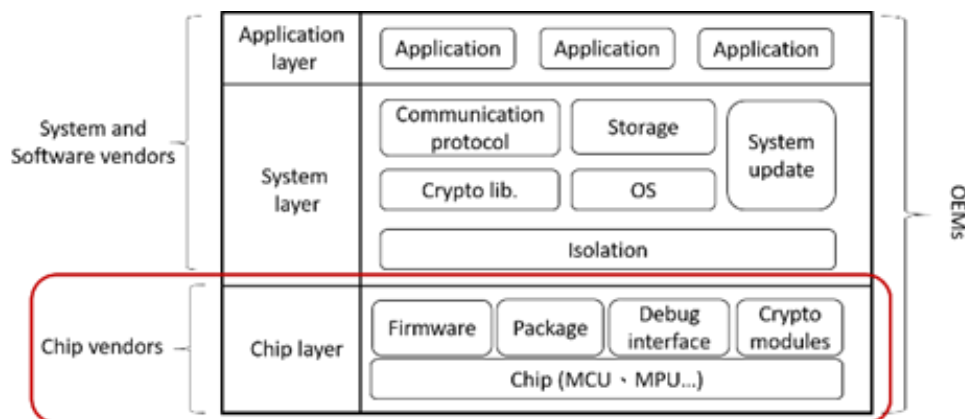 Application
layer
Application
Application
Application
System and
Software vendors
System
layer
Communication
protocol
Storage
System
update
Crypto lib.
OS
Isolation
OEMs
Chip vendors
Chip layer
Firmware
Package
Debug
interface
Crypto
modules
Chip (MCU、MPU...)